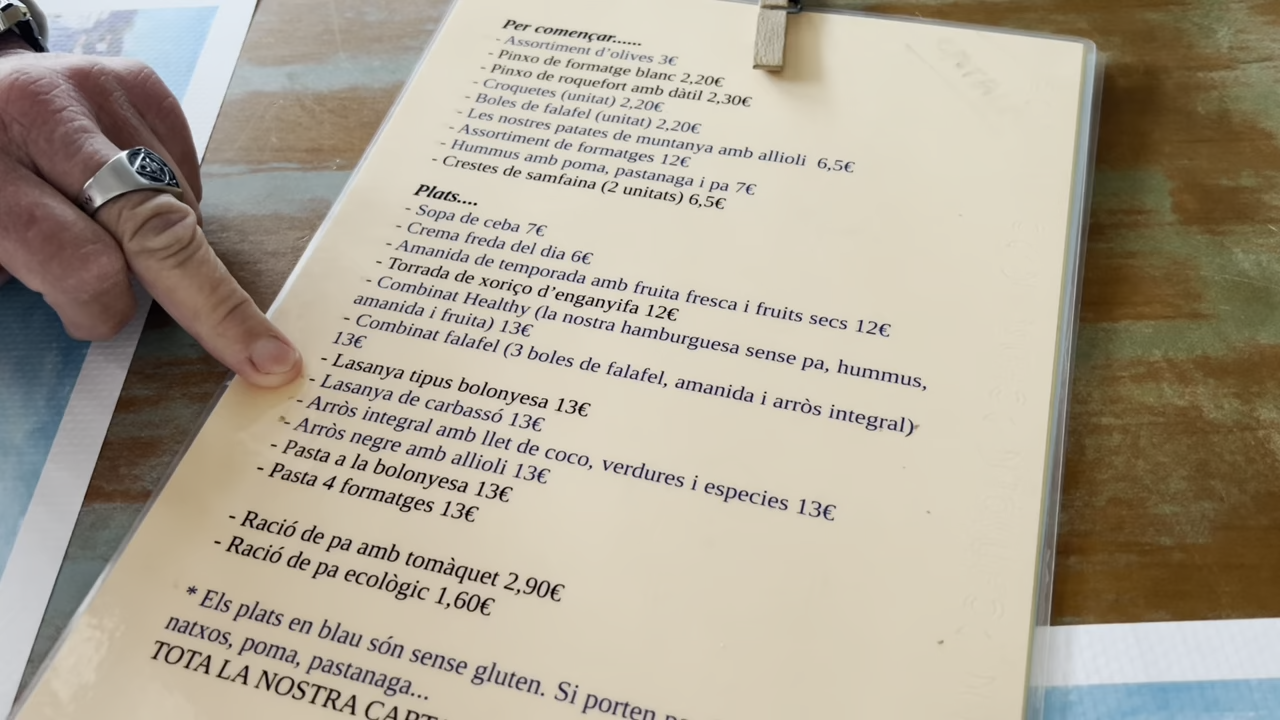 Per començar......
- Assortiment d'olives 3€
- Pinxo de formatge blanc 2,20€
- Pinxo de roquefort amb dàtil 2,30€
- Croquetes (unitat) 2,20€
- Boles de falafel (unitat) 2,20€
- Les nostres patates de muntanya amb allioli 6,5€
- Assortiment de formatges 12€
- Hummus amb poma, pastanaga i pa 7€
- Crestes de samfaina (2 unitats) 6,5€
Plats....
- Sopa de ceba 7€
- Crema freda del dia 6€
- Amanida de temporada amb fruita fresca i fruits secs 12€
- Torrada de xoriço d'enganyifa 12€
- Combinat Healthy (la nostra hamburguesa sense pa, hummus,
amanida i fruita) 13€
- Combinat falafel (3 boles de falafel, amanida i arròs integral)
13€
- Lasanya tipus bolonyesa 13€
- Lasanya de carbassó 13€
- Arròs integral amb llet de coco, verdures i especies 13€
- Arròs negre amb allioli 13€
- Pasta a la bolonyesa 13€
- Pasta 4 formatges 13€
- Ració de pa amb tomàquet 2,90€
- Ració de pa ecològic 1,60€
* Els plats en blau són sense gluten. Si porten
natxos, poma, pastanaga...
TOTA LA NOSTRA